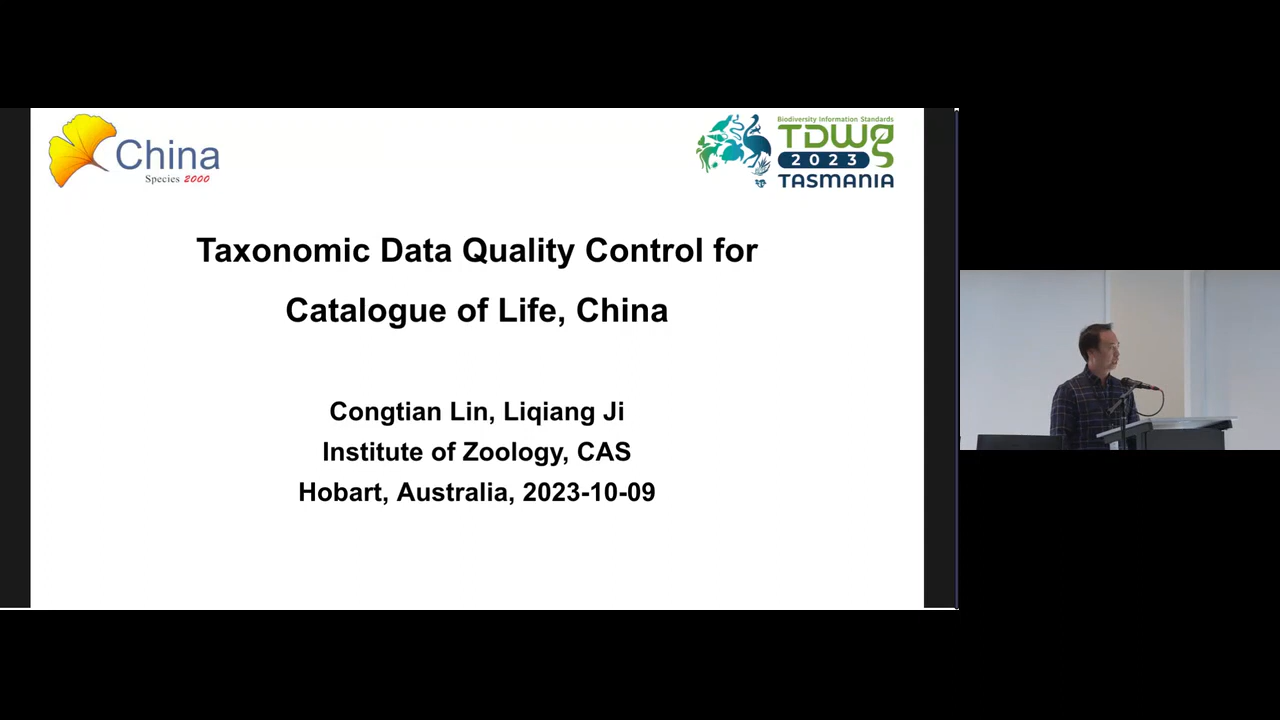 China
Species 2000
Biodiversity Information Standards
TDWG
2023
TASMANIA
Taxonomic Data Quality Control for
Catalogue of Life, China
Congtian Lin, Liqiang Ji
Institute of Zoology, CAS
Hobart, Australia, 2023-10-09